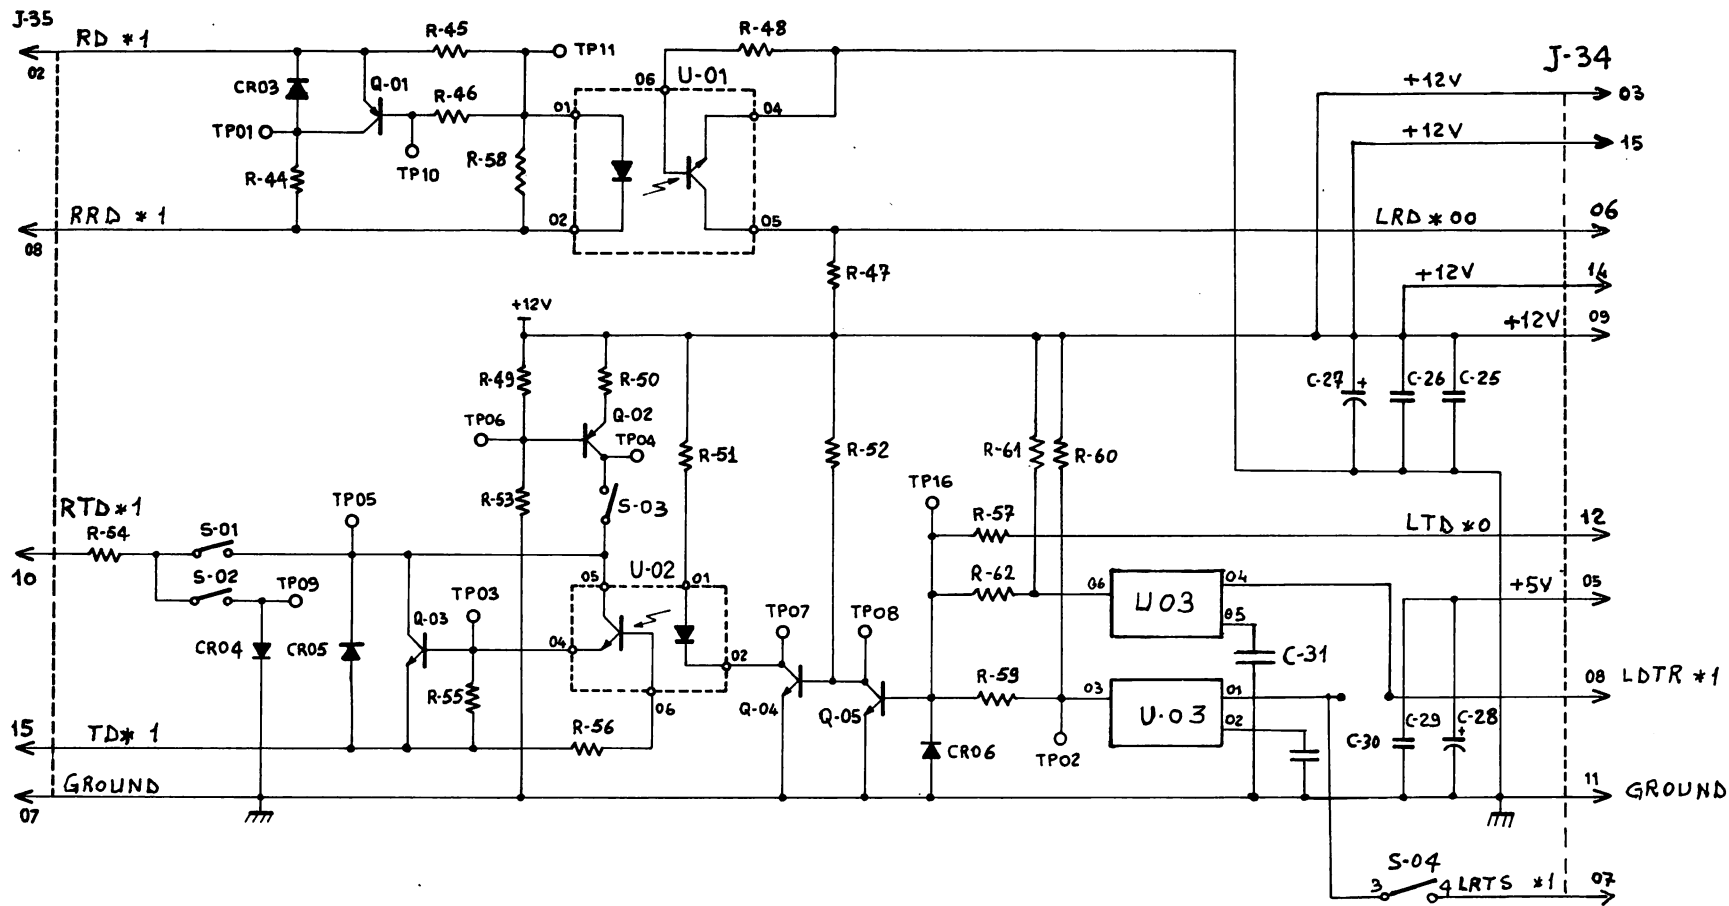 J-35
RD *1
R-45
TP11
R-48
U-01
J-34
02
CR03
Q-01
R-46
06
+12V
03
TP01
01
04
+12V
15
R-44
TP10
R-58
RRD *1
02
05
LRD *00
06
08
R-47
+12V
14
+12V
+12V
09
R-49
R-50
C-27
+
C-26
C-25
TP06
Q-02
TP04
R-51
R-52
R-61
R-60
RTD*1
R-53
S-03
TP16
R-54
S-01
TP05
R-57
LTD*0
12
10
S-02
TP09
U-02
05
01
R-62
06
U03
04
+5V
05
TP03
TP07
TP08
05
Q-03
CR04
CR05
04
02
C-31
R-55
06
Q-04
Q-05
R-59
03
U-03
01
02
08
LDTR *1
15
TD* 1
R-56
CR06
TP02
C-30
C-29
C-28
+
GROUND
07
11
GROUND
S-04
3
4
LRTS *1
07